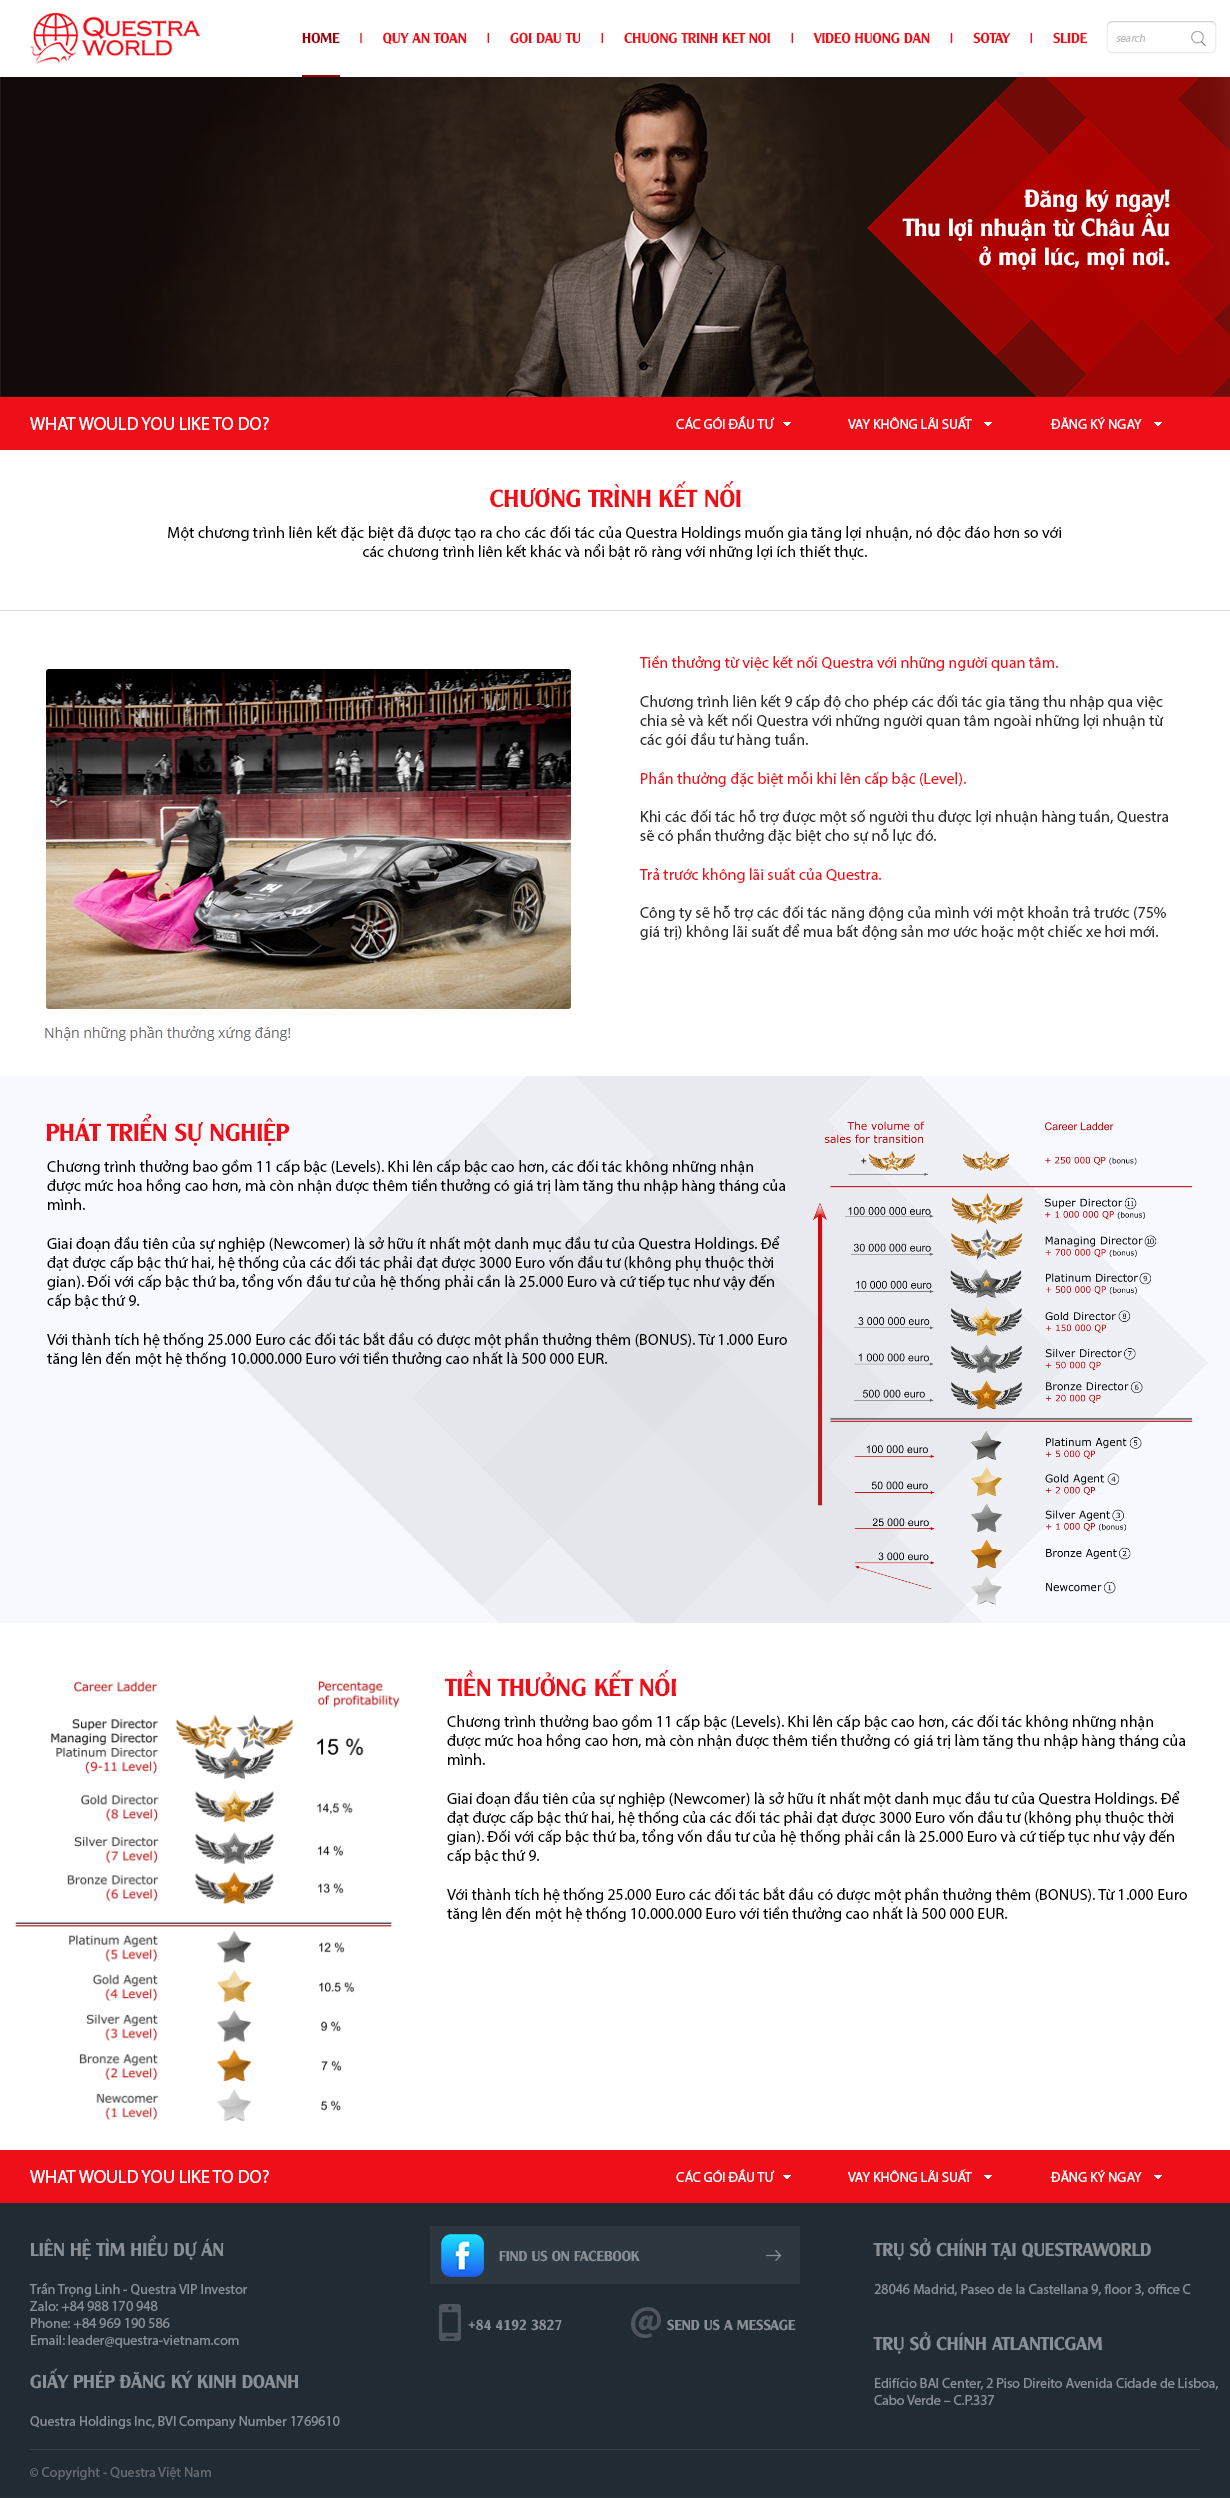 QUESTRA
WORLD
HOME | QUY AN TOAN | GOI DAU TU | CHUONG TRINH KET NOI | VIDEO HUONG DAN | SOTAY | SLIDE
search
Đăng ký ngay!
Thu lợi nhuận từ Châu Âu
ở mọi lúc, mọi nơi.
WHAT WOULD YOU LIKE TO DO?
CÁC GÓI ĐẦU TƯ
VAY KHÔNG LÃI SUẤT
ĐĂNG KÝ NGAY
CHƯƠNG TRÌNH KẾT NỐI
Một chương trình liên kết đặc biệt đã được tạo ra cho các đối tác của Questra Holdings muốn gia tăng lợi nhuận, nó độc đáo hơn so với
các chương trình liên kết khác và nổi bật rõ ràng với những lợi ích thiết thực.
Nhận những phần thưởng xứng đáng!
Tiền thưởng từ việc kết nối Questra với những người quan tâm.
Chương trình liên kết 9 cấp độ cho phép các đối tác gia tăng thu nhập qua việc
chia sẻ và kết nối Questra với những người quan tâm ngoài những lợi nhuận từ
các gói đầu tư hàng tuần.
Phần thưởng đặc biệt mỗi khi lên cấp bậc (Level).
Khi các đối tác hỗ trợ được một số người thu được lợi nhuận hàng tuần, Questra
sẽ có phần thưởng đặc biệt cho sự nỗ lực đó.
Trả trước không lãi suất của Questra.
Công ty sẽ hỗ trợ các đối tác năng động của mình với một khoản trả trước (75%
giá trị) không lãi suất để mua bất động sản mơ ước hoặc một chiếc xe hơi mới.
PHÁT TRIỂN SỰ NGHIỆP
Chương trình thưởng bao gồm 11 cấp bậc (Levels). Khi lên cấp bậc cao hơn, các đối tác không những nhận
được mức hoa hồng cao hơn, mà còn nhận được thêm tiền thưởng có giá trị làm tăng thu nhập hàng tháng của
mình.
Giai đoạn đầu tiên của sự nghiệp (Newcomer) là sở hữu ít nhất một danh mục đầu tư của Questra Holdings. Để
đạt được cấp bậc thứ hai, hệ thống của các đối tác phải đạt được 3000 Euro vốn đầu tư (không phụ thuộc thời
gian). Đối với cấp bậc thứ ba, tổng vốn đầu tư của hệ thống phải cần là 25.000 Euro và cứ tiếp tục như vậy đến
cấp bậc thứ 9.
Với thành tích hệ thống 25.000 Euro các đối tác bắt đầu có được một phần thưởng thêm (BONUS). Từ 1.000 Euro
tăng lên đến một hệ thống 10.000.000 Euro với tiền thưởng cao nhất là 500 000 EUR.
The volume of
sales for transition
Career Ladder
+
+ 250 000 QP (bonus)
100 000 000 euro
Super Director ⑪
+ 1 000 000 QP (bonus)
30 000 000 euro
Managing Director ⑩
+ 700 000 QP (bonus)
10 000 000 euro
Platinum Director ⑨
+ 500 000 QP (bonus)
3 000 000 euro
Gold Director ⑧
+ 150 000 QP
1 000 000 euro
Silver Director ⑦
+ 50 000 QP
500 000 euro
Bronze Director ⑥
+ 20 000 QP
100 000 euro
Platinum Agent ⑤
+ 5 000 QP
50 000 euro
Gold Agent ④
+ 2 000 QP
25 000 euro
Silver Agent ③
+ 1 000 QP (bonus)
3 000 euro
Bronze Agent ②
Newcomer ①
Career Ladder
Percentage
of profitability
Super Director
Managing Director
Platinum Director
(9-11 Level)
15 %
Gold Director
(8 Level)
14,5 %
Silver Director
(7 Level)
14 %
Bronze Director
(6 Level)
13 %
Platinum Agent
(5 Level)
12 %
Gold Agent
(4 Level)
10.5 %
Silver Agent
(3 Level)
9 %
Bronze Agent
(2 Level)
7 %
Newcomer
(1 Level)
5 %
TIỀN THƯỞNG KẾT NỐI
Chương trình thưởng bao gồm 11 cấp bậc (Levels). Khi lên cấp bậc cao hơn, các đối tác không những nhận
được mức hoa hồng cao hơn, mà còn nhận được thêm tiền thưởng có giá trị làm tăng thu nhập hàng tháng của
mình.
Giai đoạn đầu tiên của sự nghiệp (Newcomer) là sở hữu ít nhất một danh mục đầu tư của Questra Holdings. Để
đạt được cấp bậc thứ hai, hệ thống của các đối tác phải đạt được 3000 Euro vốn đầu tư (không phụ thuộc thời
gian). Đối với cấp bậc thứ ba, tổng vốn đầu tư của hệ thống phải cần là 25.000 Euro và cứ tiếp tục như vậy đến
cấp bậc thứ 9.
Với thành tích hệ thống 25.000 Euro các đối tác bắt đầu có được một phần thưởng thêm (BONUS). Từ 1.000 Euro
tăng lên đến một hệ thống 10.000.000 Euro với tiền thưởng cao nhất là 500 000 EUR.
WHAT WOULD YOU LIKE TO DO?
CÁC GÓI ĐẦU TƯ
VAY KHÔNG LÃI SUẤT
ĐĂNG KÝ NGAY
LIÊN HỆ TÌM HIỂU DỰ ÁN
Trần Trọng Linh - Questra VIP Investor
Zalo: +84 988 170 948
Phone: +84 969 190 586
Email: leader@questra-vietnam.com
GIẤY PHÉP ĐĂNG KÝ KINH DOANH
Questra Holdings Inc, BVI Company Number 1769610
FIND US ON FACEBOOK
+84 4192 3827
SEND US A MESSAGE
TRỤ SỞ CHÍNH TẠI QUESTRAWORLD
28046 Madrid, Paseo de la Castellana 9, floor 3, office C
TRỤ SỞ CHÍNH ATLANTICGAM
Edifício BAI Center, 2 Piso Direito Avenida Cidade de Lisboa,
Cabo Verde – C.P.337
© Copyright - Questra Việt Nam